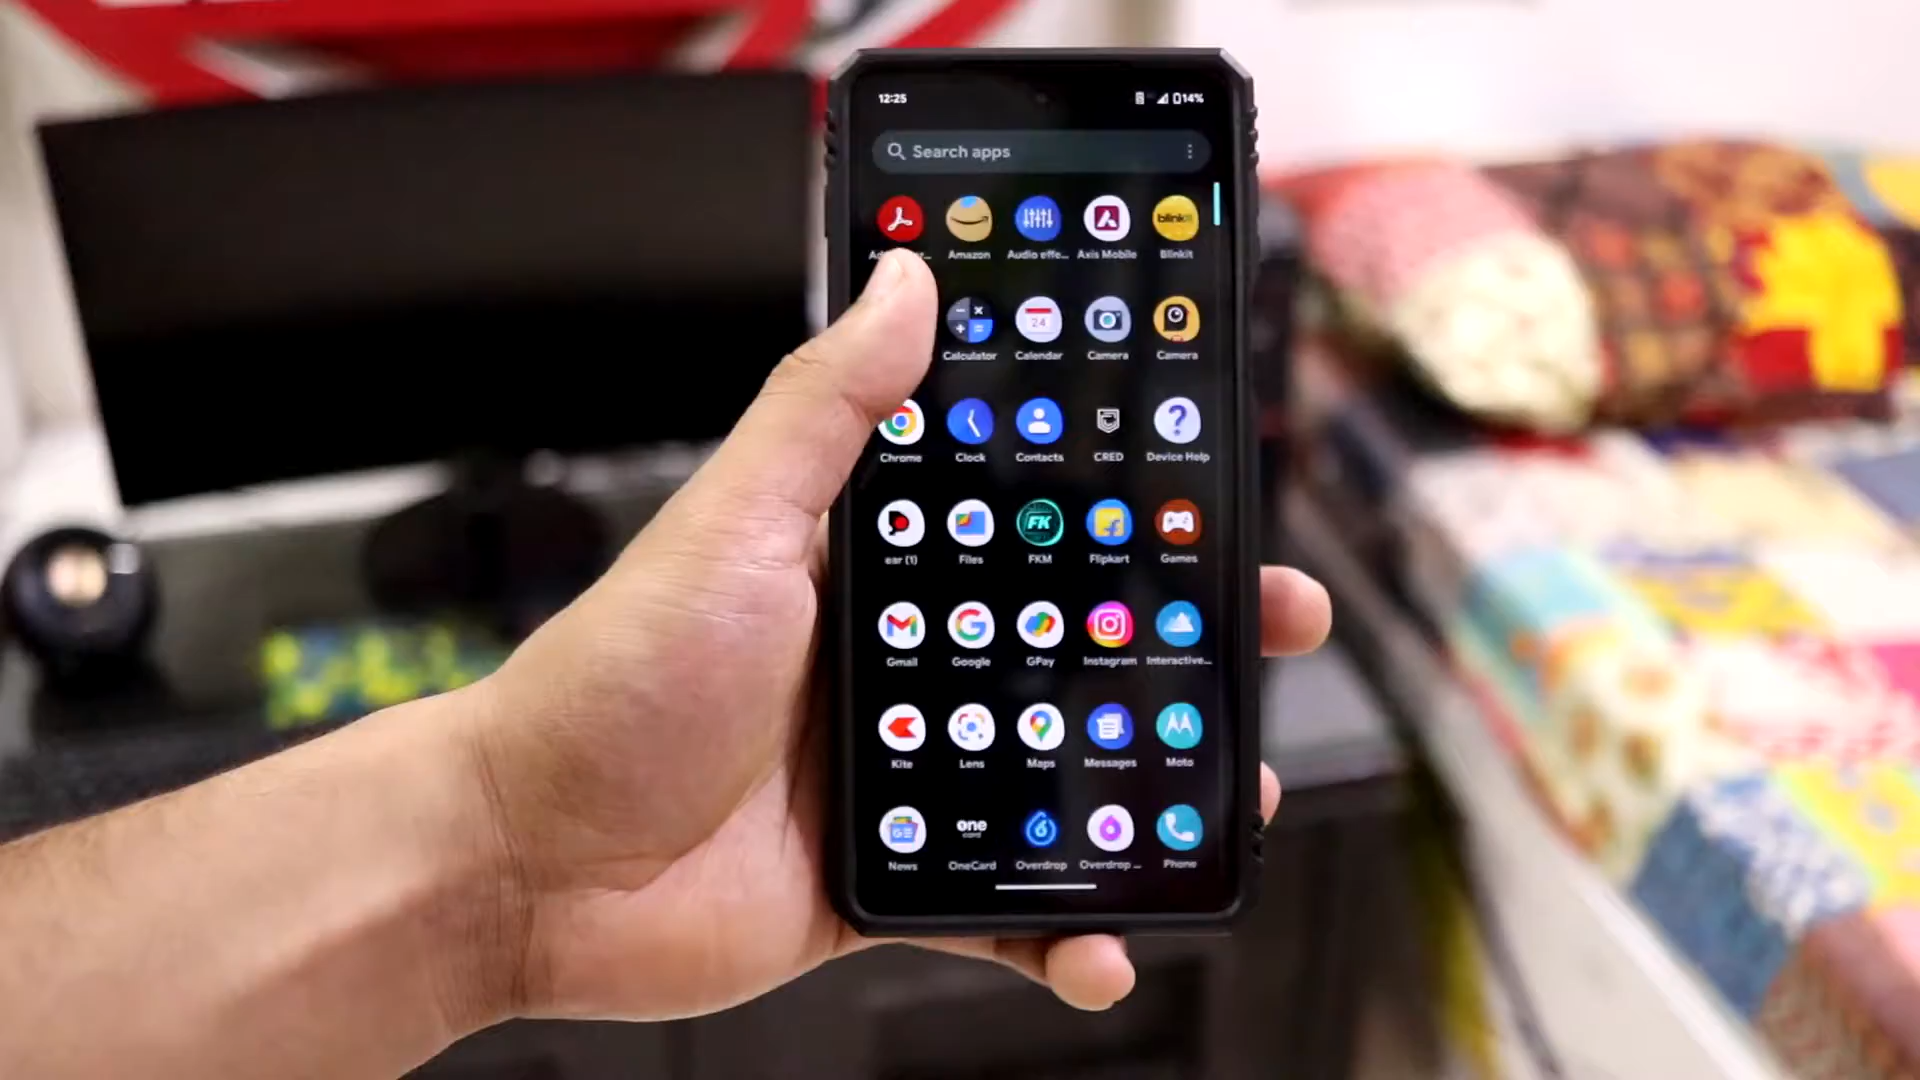 12:25 14%
Search apps
blinkit
Amazon Audio effe... Axis Mobile Blinkit
24
Calculator Calendar Camera Camera
Chrome Clock Contacts CRED Device Help
FK
ear (1) Files FKM Flipkart Games
Gmail Google GPay Instagram Interactive...
Kite Lens Maps Messages Moto
one
News OneCard Overdrop Overdrop ... Phone